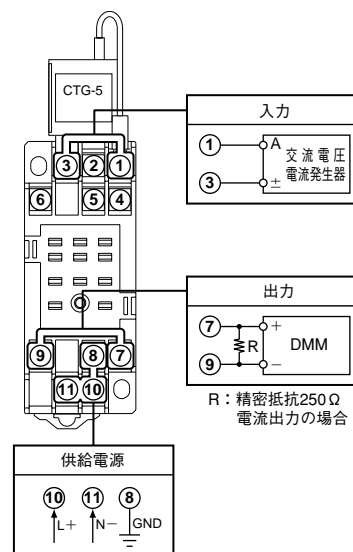 CTG-5
③ ② ①
⑥ ⑤ ④
⑨ ⑧ ⑦
⑪ ⑩
入力
① A
交流電圧
電流発生器
③ ±
出力
⑦ +
R DMM
⑨ −
R：精密抵抗250Ω
電流出力の場合
供給電源
⑩ ⑪ ⑧
L+ N− GND